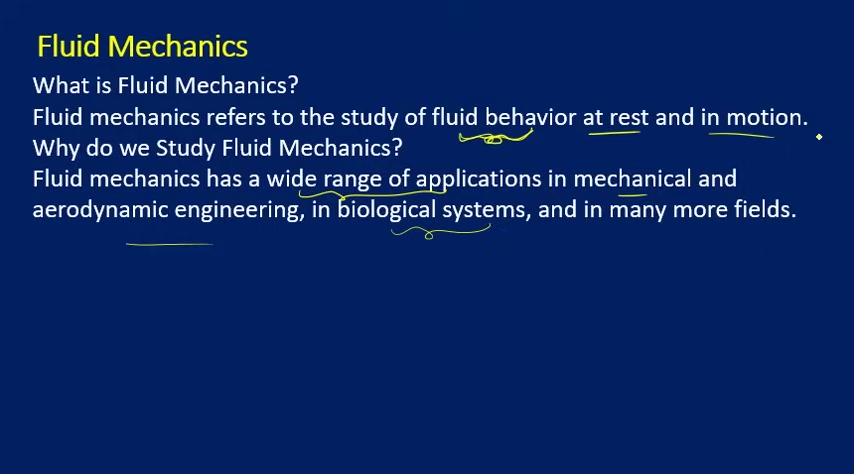 Fluid Mechanics
What is Fluid Mechanics?
Fluid mechanics refers to the study of fluid behavior at rest and in motion.
Why do we Study Fluid Mechanics?
Fluid mechanics has a wide range of applications in mechanical and
aerodynamic engineering, in biological systems, and in many more fields.